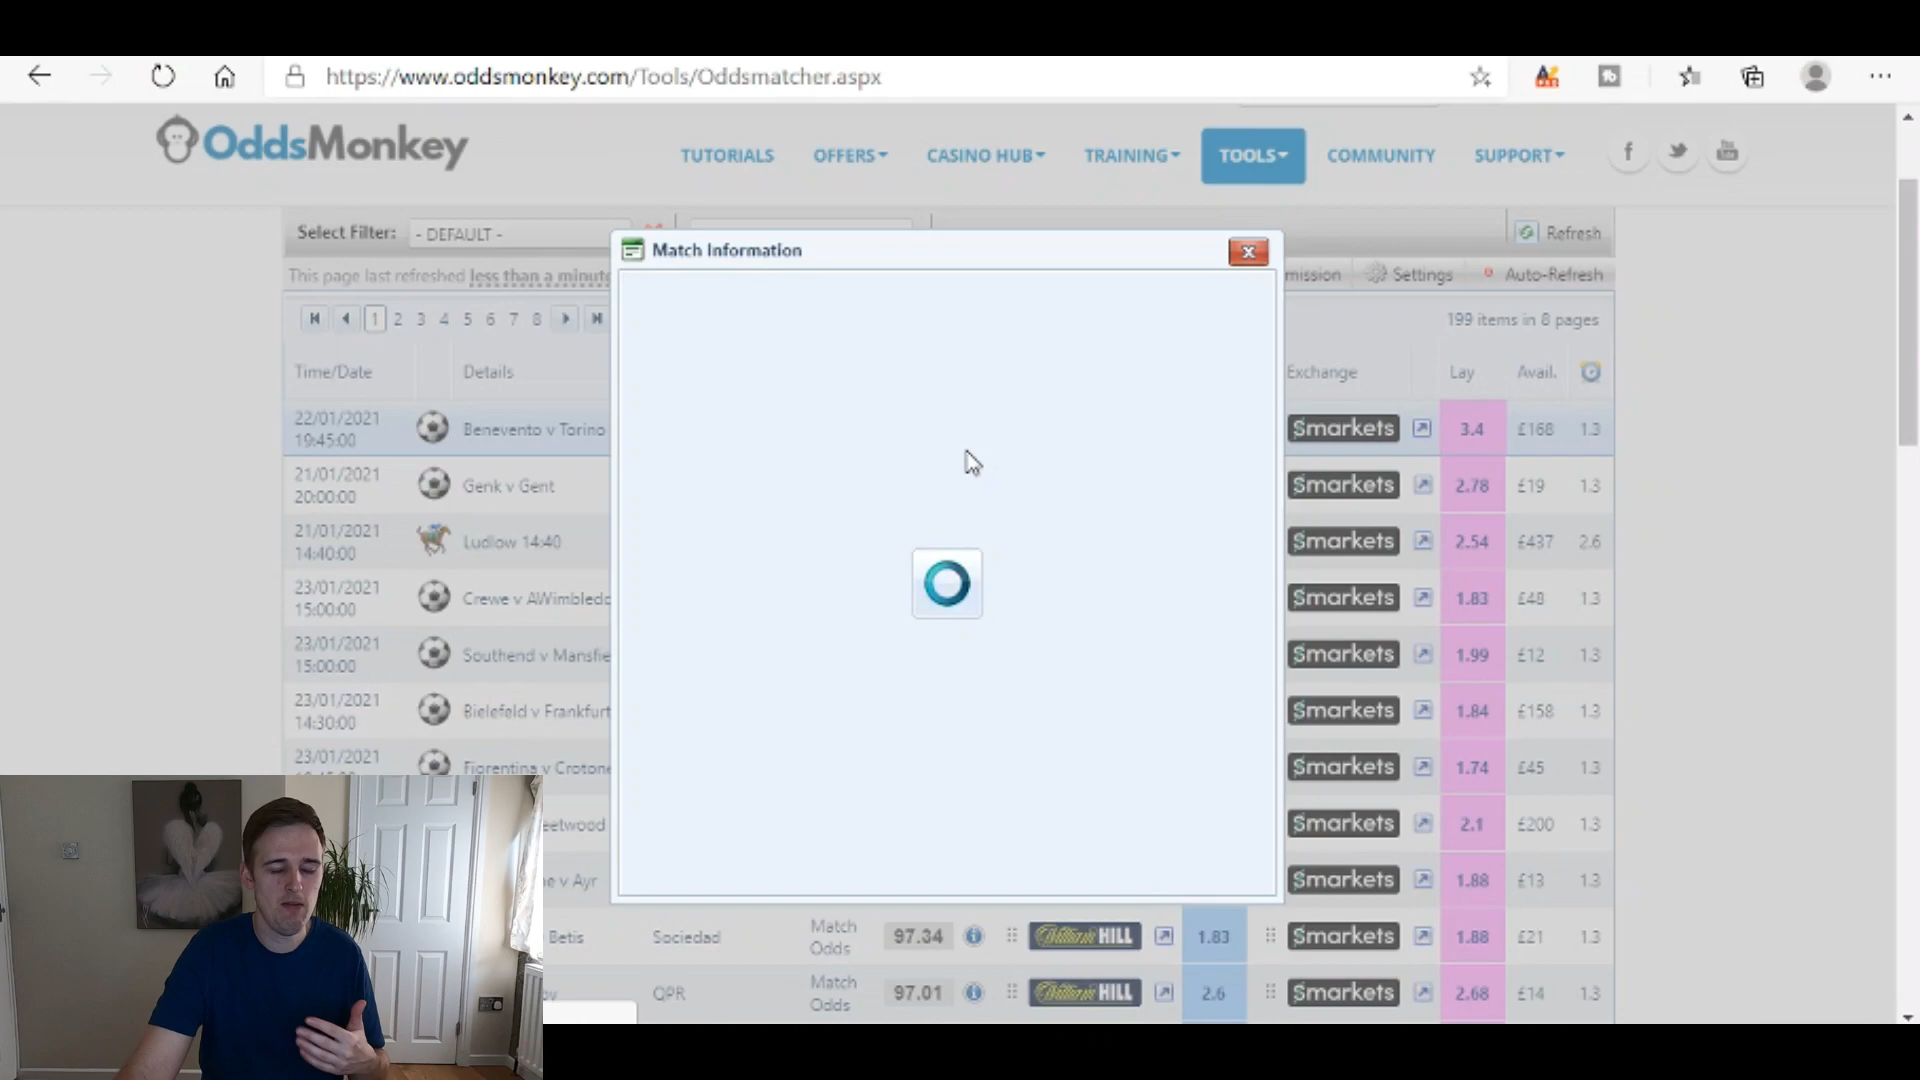 https://www.oddsmonkey.com/Tools/Oddsmatcher.aspx
OddsMonkey
TUTORIALS OFFERS CASINO HUB TRAINING TOOLS COMMUNITY SUPPORT
Select Filter: - DEFAULT - Refresh
Match Information
This page last refreshed less than a minute mission Settings Auto-Refresh
1 2 3 4 5 6 7 8 199 items in 8 pages
Time/Date Details Exchange Lay Avail.
22/01/2021 19:45:00 Benevento v Torino Smarkets 3.4 £168 1.3
21/01/2021 20:00:00 Genk v Gent Smarkets 2.78 £19 1.3
21/01/2021 14:40:00 Ludlow 14:40 Smarkets 2.54 £437 2.6
23/01/2021 15:00:00 Crewe v AWimbledo Smarkets 1.83 £48 1.3
23/01/2021 15:00:00 Southend v Mansfie Smarkets 1.99 £12 1.3
23/01/2021 14:30:00 Bielefeld v Frankfurt Smarkets 1.84 £158 1.3
23/01/2021 Fiorentina v Crotone Smarkets 1.74 £45 1.3
eetwood Smarkets 2.1 £200 1.3
e v Ayr Smarkets 1.88 £13 1.3
Betis Sociedad Match Odds 97.34 William HILL 1.83 Smarkets 1.88 £21 1.3
QPR Match Odds 97.01 William HILL 2.6 Smarkets 2.68 £14 1.3